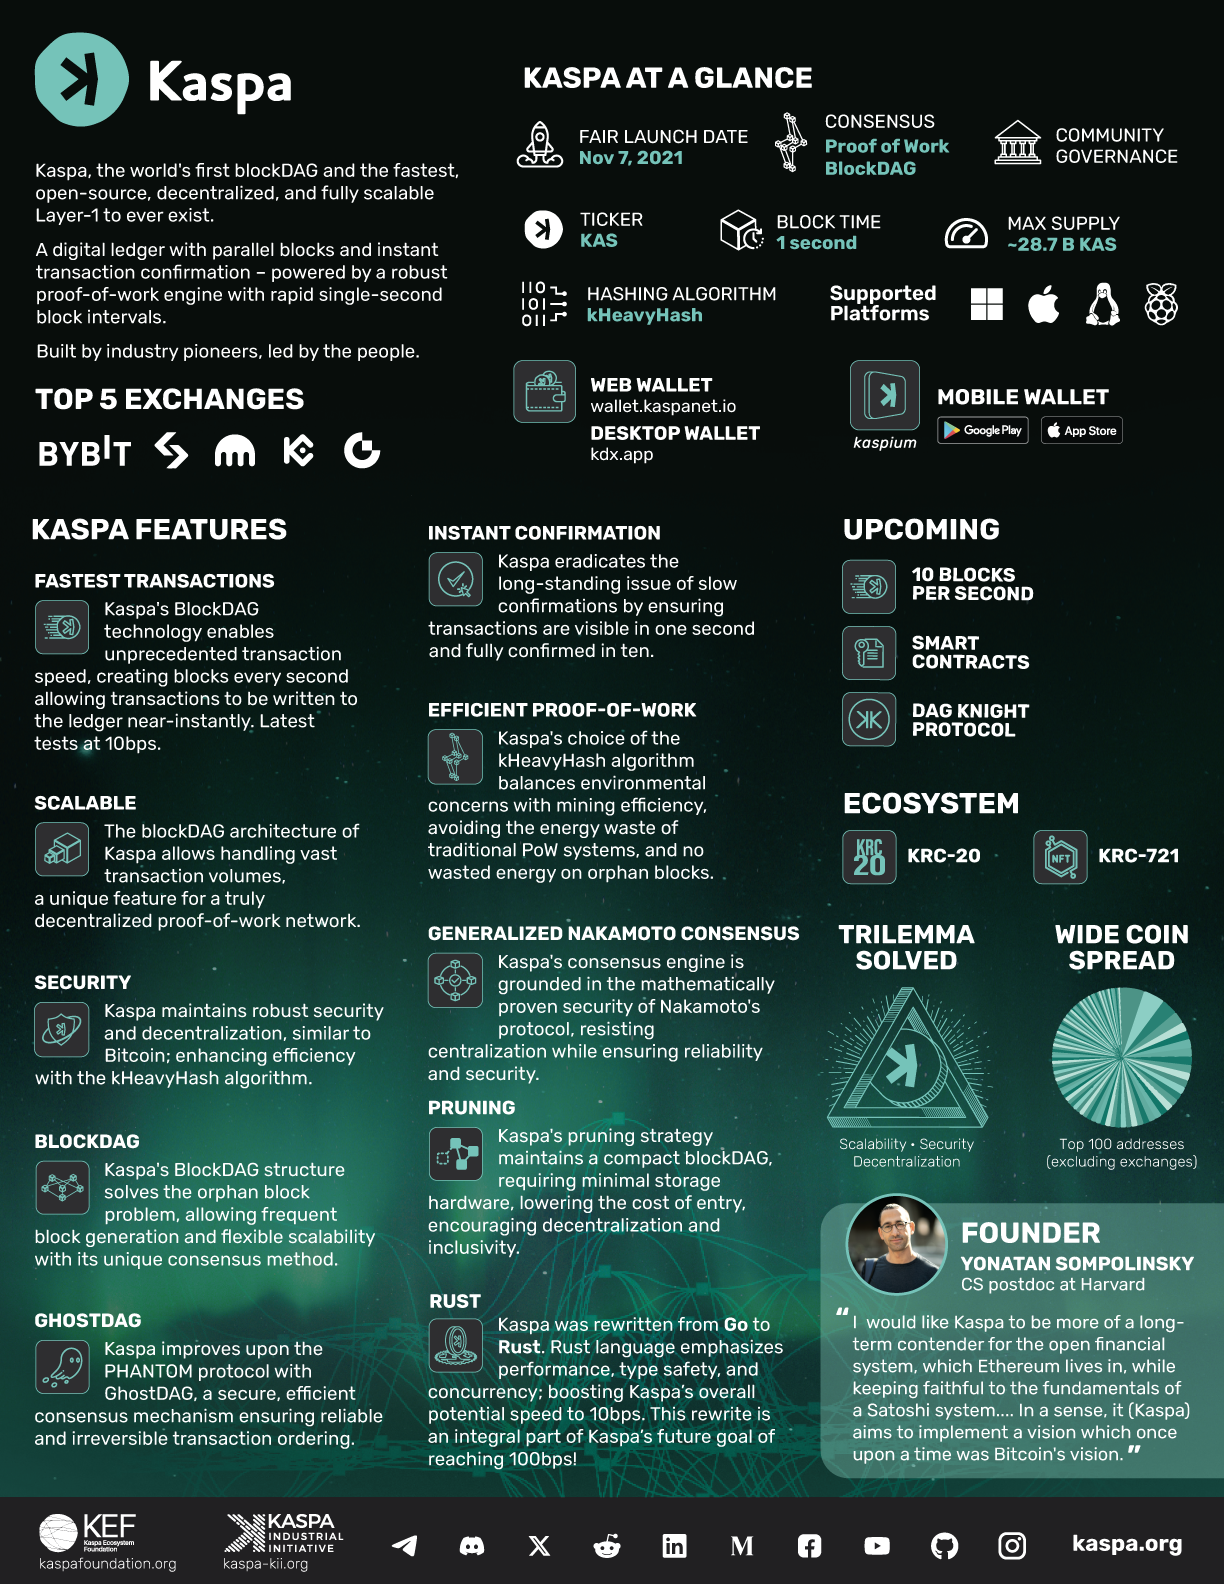 Kaspa
Kaspa, the world's first blockDAG and the fastest,
open-source, decentralized, and fully scalable
Layer-1 to ever exist.
A digital ledger with parallel blocks and instant
transaction confirmation – powered by a robust
proof-of-work engine with rapid single-second
block intervals.
Built by industry pioneers, led by the people.
TOP 5 EXCHANGES
BYBIT
KASPA AT A GLANCE
FAIR LAUNCH DATE
Nov 7, 2021
CONSENSUS
Proof of Work
BlockDAG
COMMUNITY
GOVERNANCE
TICKER
KAS
BLOCK TIME
1 second
MAX SUPPLY
~28.7 B KAS
110
101
011
HASHING ALGORITHM
kHeavyHash
Supported
Platforms
WEB WALLET
wallet.kaspanet.io
DESKTOP WALLET
kdx.app
kaspium
MOBILE WALLET
Google Play
App Store
KASPA FEATURES
FASTEST TRANSACTIONS
Kaspa's BlockDAG
technology enables
unprecedented transaction
speed, creating blocks every second
allowing transactions to be written to
the ledger near-instantly. Latest
tests at 10bps.
SCALABLE
The blockDAG architecture of
Kaspa allows handling vast
transaction volumes,
a unique feature for a truly
decentralized proof-of-work network.
SECURITY
Kaspa maintains robust security
and decentralization, similar to
Bitcoin; enhancing efficiency
with the kHeavyHash algorithm.
BLOCKDAG
Kaspa's BlockDAG structure
solves the orphan block
problem, allowing frequent
block generation and flexible scalability
with its unique consensus method.
GHOSTDAG
Kaspa improves upon the
PHANTOM protocol with
GhostDAG, a secure, efficient
consensus mechanism ensuring reliable
and irreversible transaction ordering.
INSTANT CONFIRMATION
Kaspa eradicates the
long-standing issue of slow
confirmations by ensuring
transactions are visible in one second
and fully confirmed in ten.
EFFICIENT PROOF-OF-WORK
Kaspa's choice of the
kHeavyHash algorithm
balances environmental
concerns with mining efficiency,
avoiding the energy waste of
traditional PoW systems, and no
wasted energy on orphan blocks.
GENERALIZED NAKAMOTO CONSENSUS
Kaspa's consensus engine is
grounded in the mathematically
proven security of Nakamoto's
protocol, resisting
centralization while ensuring reliability
and security.
PRUNING
Kaspa's pruning strategy
maintains a compact blockDAG,
requiring minimal storage
hardware, lowering the cost of entry,
encouraging decentralization and
inclusivity.
RUST
Kaspa was rewritten from Go to
Rust. Rust language emphasizes
performance, type safety, and
concurrency; boosting Kaspa's overall
potential speed to 10bps. This rewrite is
an integral part of Kaspa's future goal of
reaching 100bps!
UPCOMING
10 BLOCKS
PER SECOND
SMART
CONTRACTS
DAG KNIGHT
PROTOCOL
ECOSYSTEM
KRC
20
KRC-20
NFT
KRC-721
TRILEMMA
SOLVED
Scalability • Security
Decentralization
WIDE COIN
SPREAD
Top 100 addresses
(excluding exchanges)
FOUNDER
YONATAN SOMPOLINSKY
CS postdoc at Harvard
“ I would like Kaspa to be more of a long-
term contender for the open financial
system, which Ethereum lives in, while
keeping faithful to the fundamentals of
a Satoshi system.... In a sense, it (Kaspa)
aims to implement a vision which once
upon a time was Bitcoin's vision. ”
KEF
Kaspa Ecosystem
Foundation
kaspafoundation.org
KASPA
INDUSTRIAL
INITIATIVE
kaspa-kii.org
kaspa.org